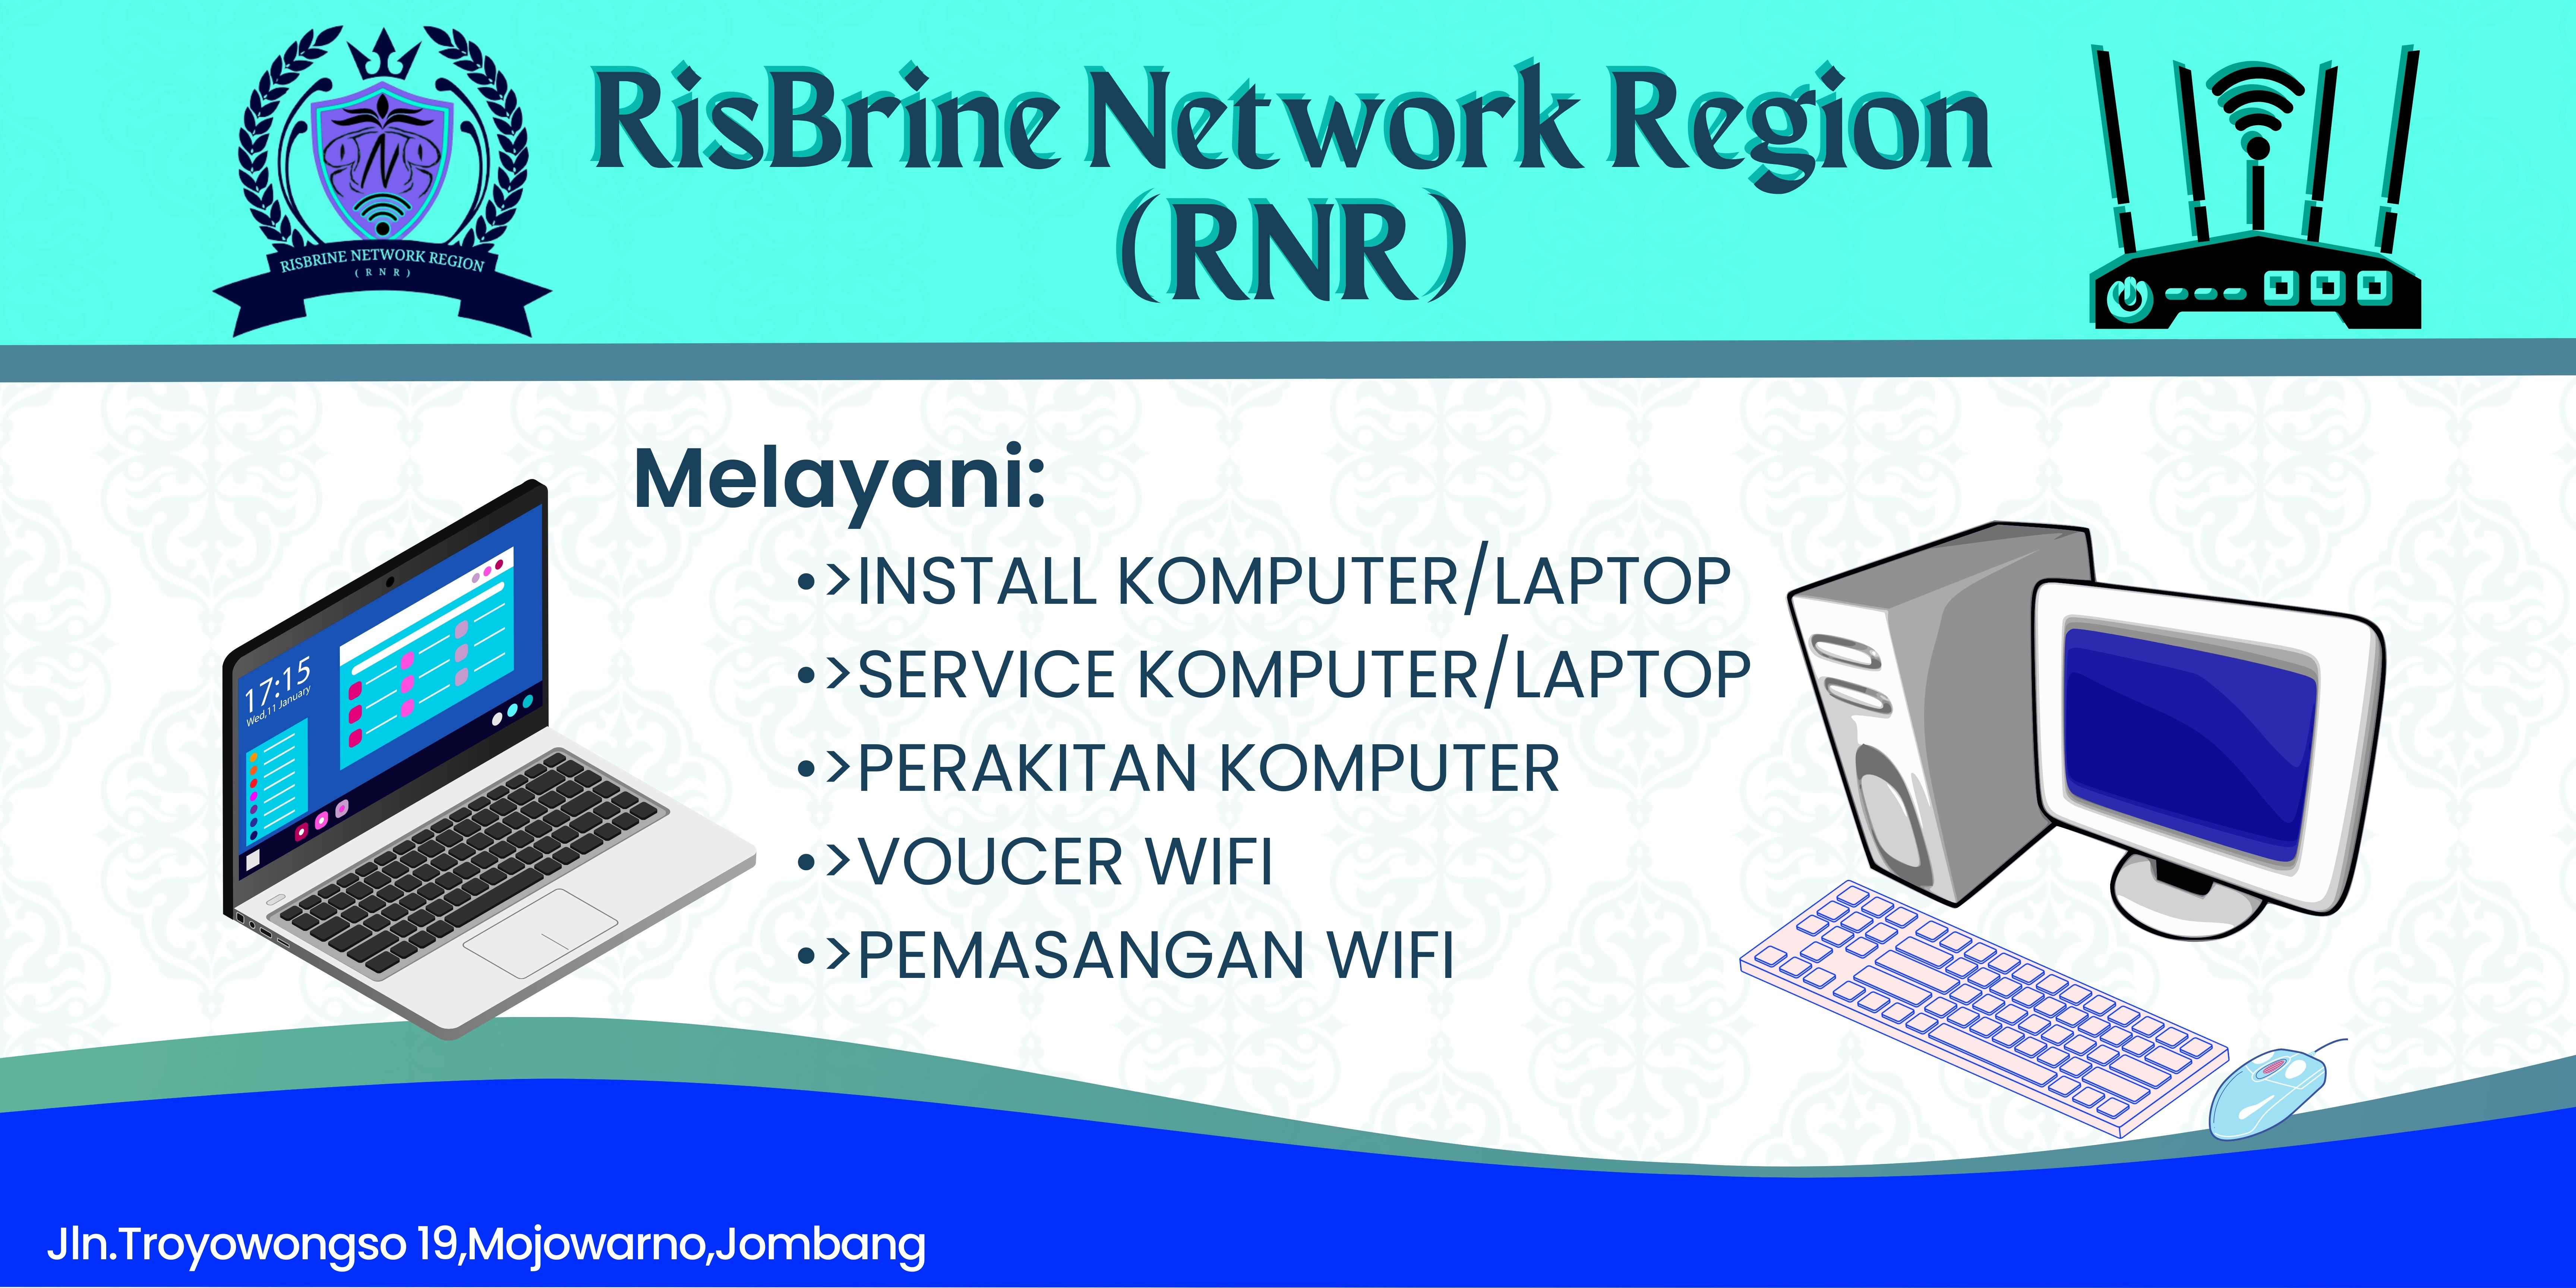 RisBrine Network Region
(RNR)
RISBRINE NETWORK REGION
( R N R )
N
Melayani:
•>INSTALL KOMPUTER/LAPTOP
•>SERVICE KOMPUTER/LAPTOP
•>PERAKITAN KOMPUTER
•>VOUCER WIFI
•>PEMASANGAN WIFI
17:15
Wed,11 January
Jln.Troyowongso 19,Mojowarno,Jombang